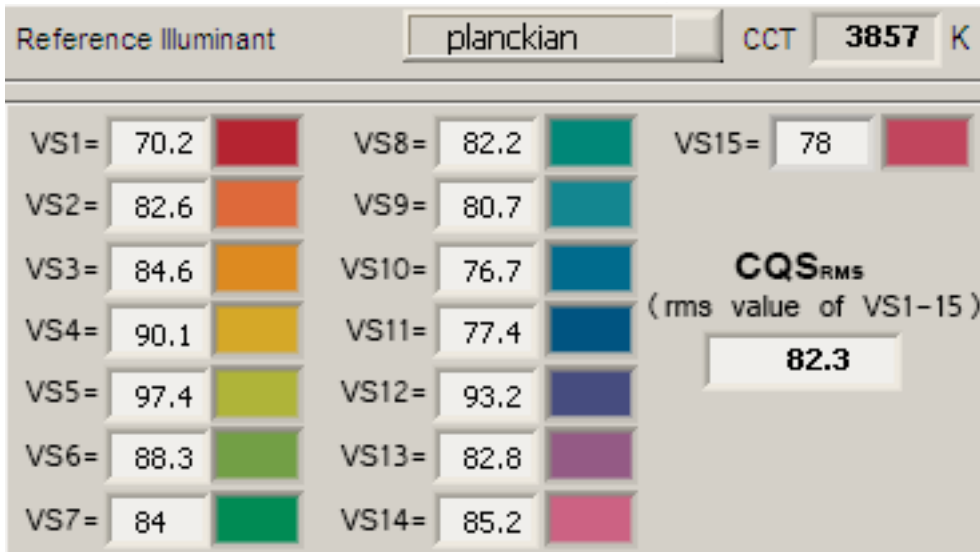 Reference Illuminant planckian CCT 3857 K
VS1= 70.2 VS8= 82.2 VS15= 78
VS2= 82.6 VS9= 80.7
VS3= 84.6 VS10= 76.7 CQSRMS
VS4= 90.1 VS11= 77.4 (rms value of VS1-15)
VS5= 97.4 VS12= 93.2 82.3
VS6= 88.3 VS13= 82.8
VS7= 84 VS14= 85.2